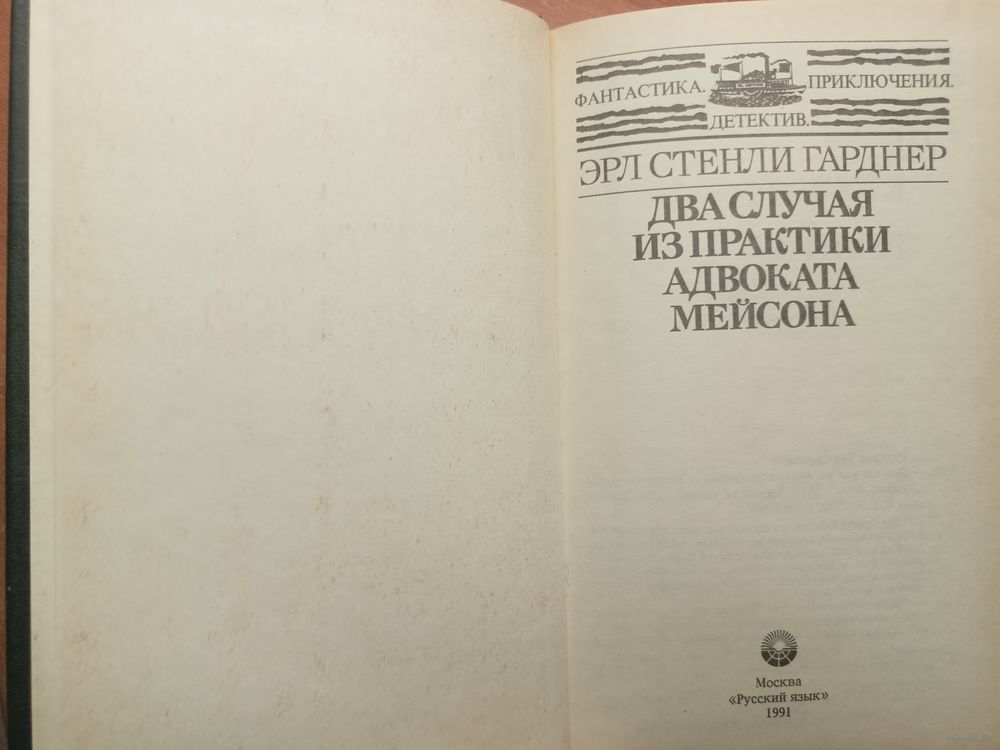 ФАНТАСТИКА. ПРИКЛЮЧЕНИЯ.
ДЕТЕКТИВ.
ЭРЛ СТЕНЛИ ГАРДНЕР
ДВА СЛУЧАЯ
ИЗ ПРАКТИКИ
АДВОКАТА
МЕЙСОНА
Москва
«Русский язык»
1991